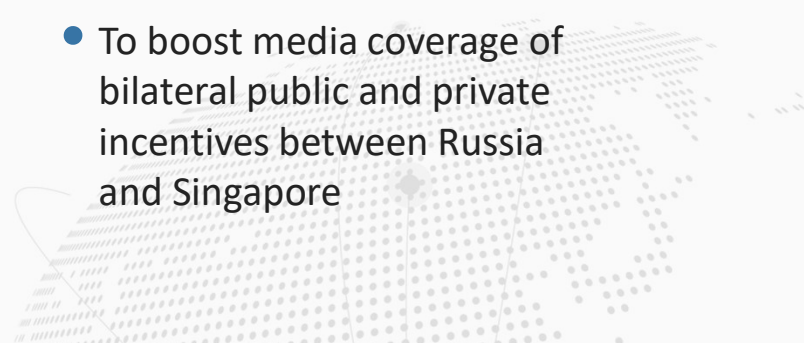 • To boost media coverage of
bilateral public and private
incentives between Russia
and Singapore